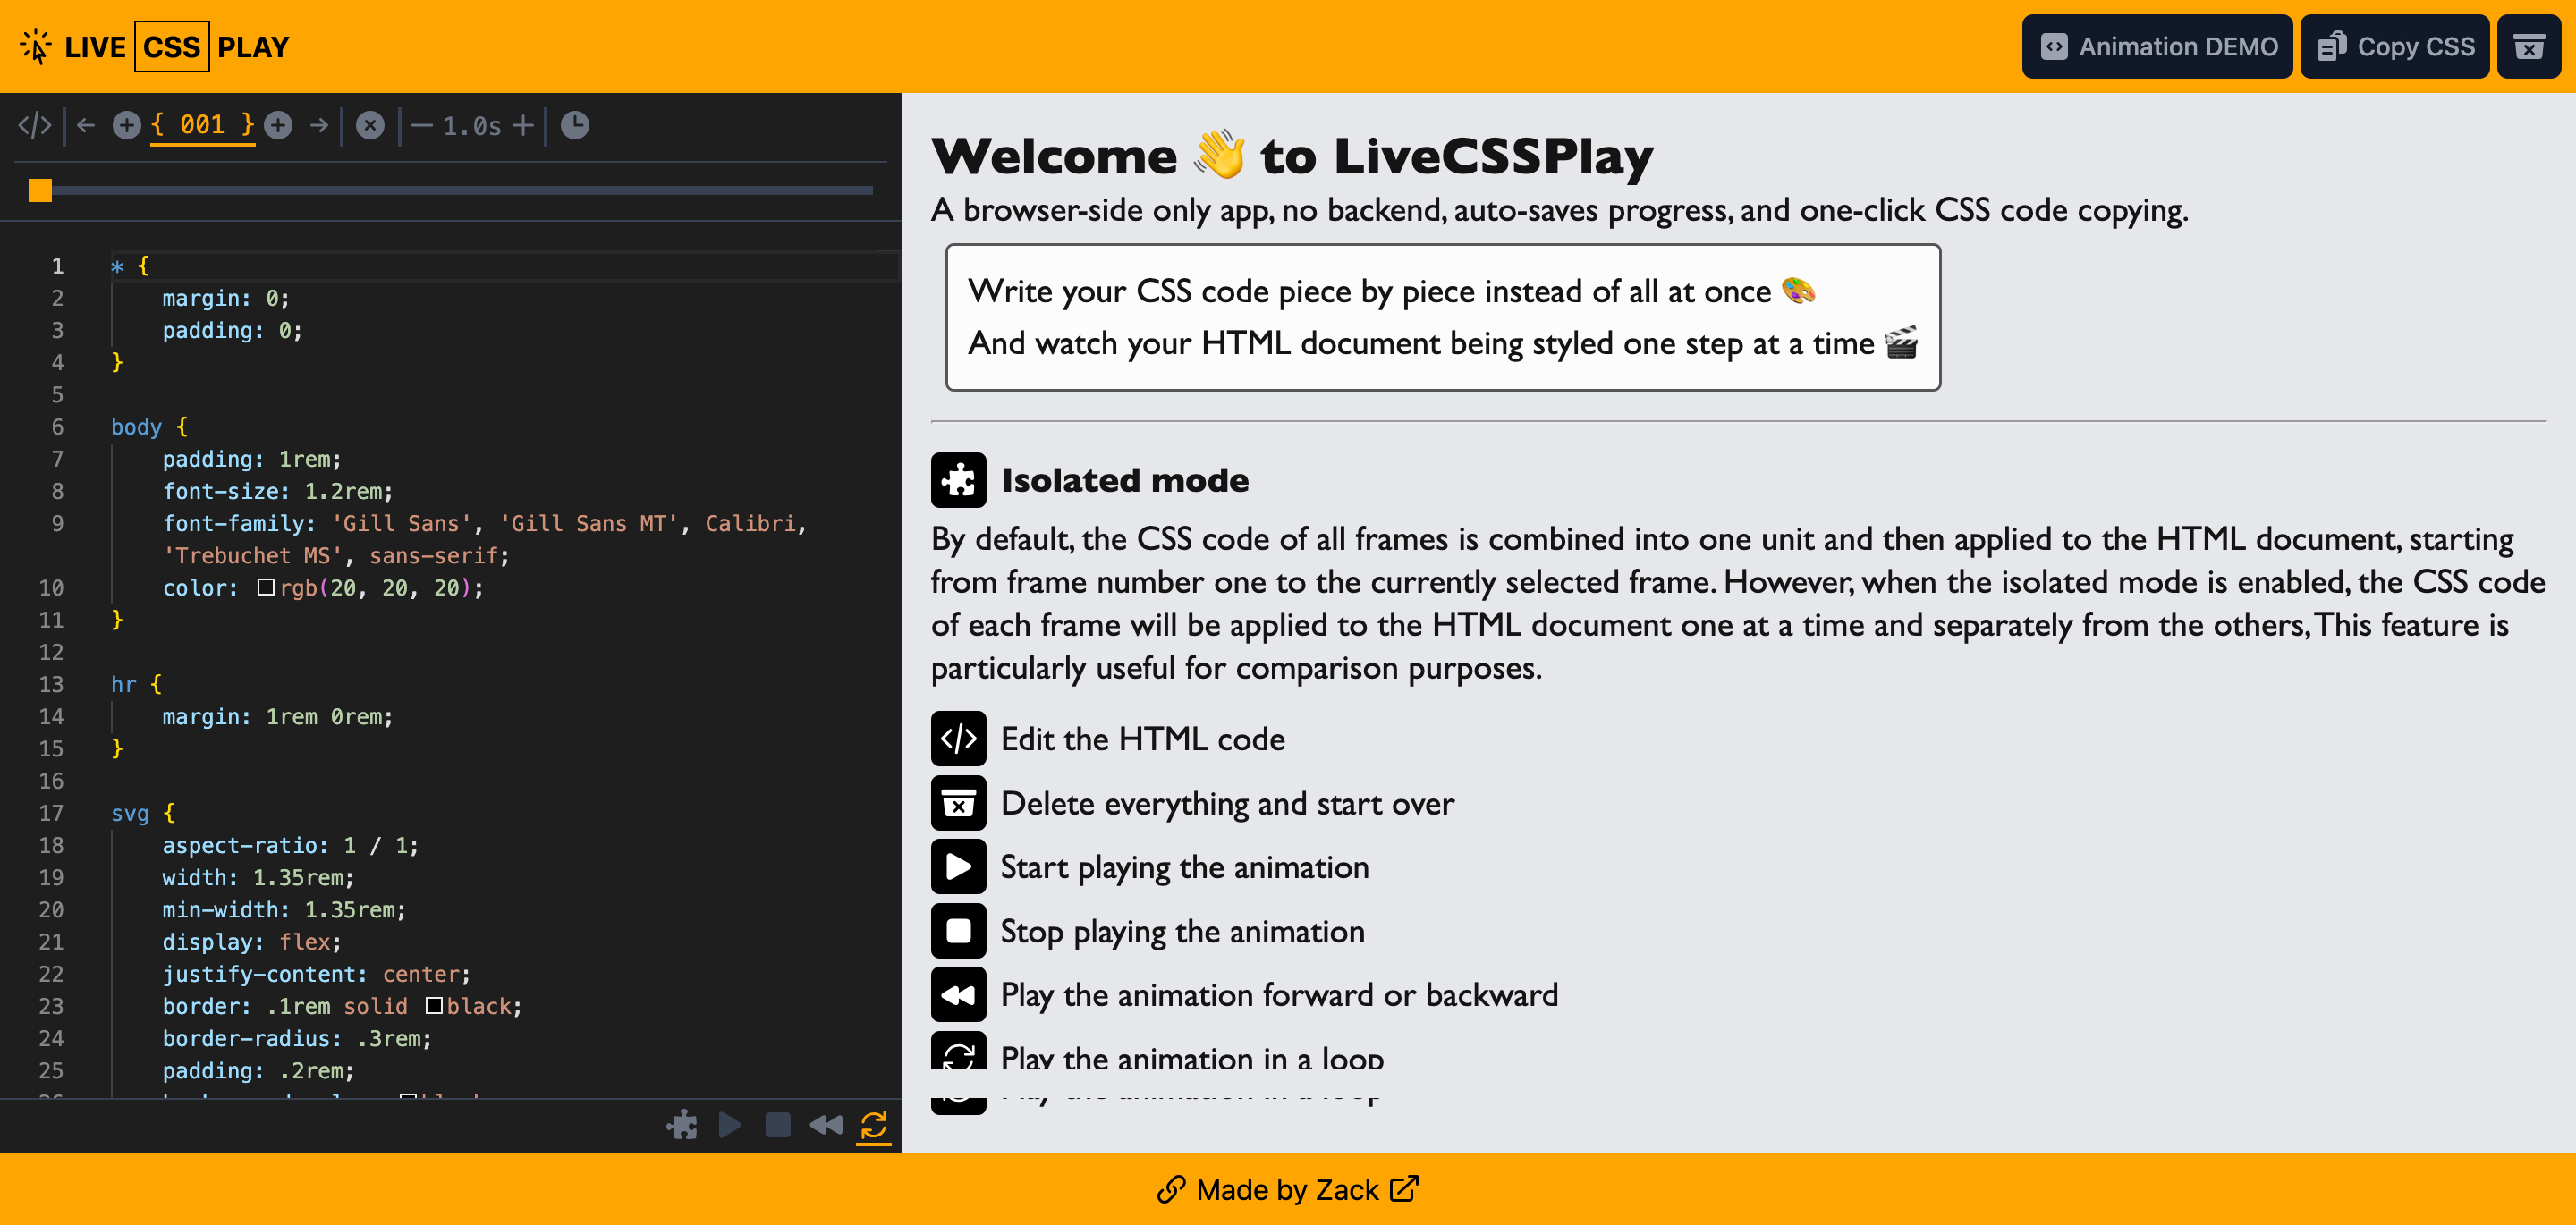 LIVE CSS PLAY
Animation DEMO
Copy CSS
{ 001 }
1.0s
1 * {
2 margin: 0;
3 padding: 0;
4 }
5
6 body {
7 padding: 1rem;
8 font-size: 1.2rem;
9 font-family: 'Gill Sans', 'Gill Sans MT', Calibri,
'Trebuchet MS', sans-serif;
10 color: rgb(20, 20, 20);
11 }
12
13 hr {
14 margin: 1rem 0rem;
15 }
16
17 svg {
18 aspect-ratio: 1 / 1;
19 width: 1.35rem;
20 min-width: 1.35rem;
21 display: flex;
22 justify-content: center;
23 border: .1rem solid black;
24 border-radius: .3rem;
25 padding: .2rem;
Welcome 👋 to LiveCSSPlay
A browser-side only app, no backend, auto-saves progress, and one-click CSS code copying.
Write your CSS code piece by piece instead of all at once 🎨
And watch your HTML document being styled one step at a time 🎬
Isolated mode
By default, the CSS code of all frames is combined into one unit and then applied to the HTML document, starting
from frame number one to the currently selected frame. However, when the isolated mode is enabled, the CSS code
of each frame will be applied to the HTML document one at a time and separately from the others, This feature is
particularly useful for comparison purposes.
Edit the HTML code
Delete everything and start over
Start playing the animation
Stop playing the animation
Play the animation forward or backward
Play the animation in a loop
Made by Zack